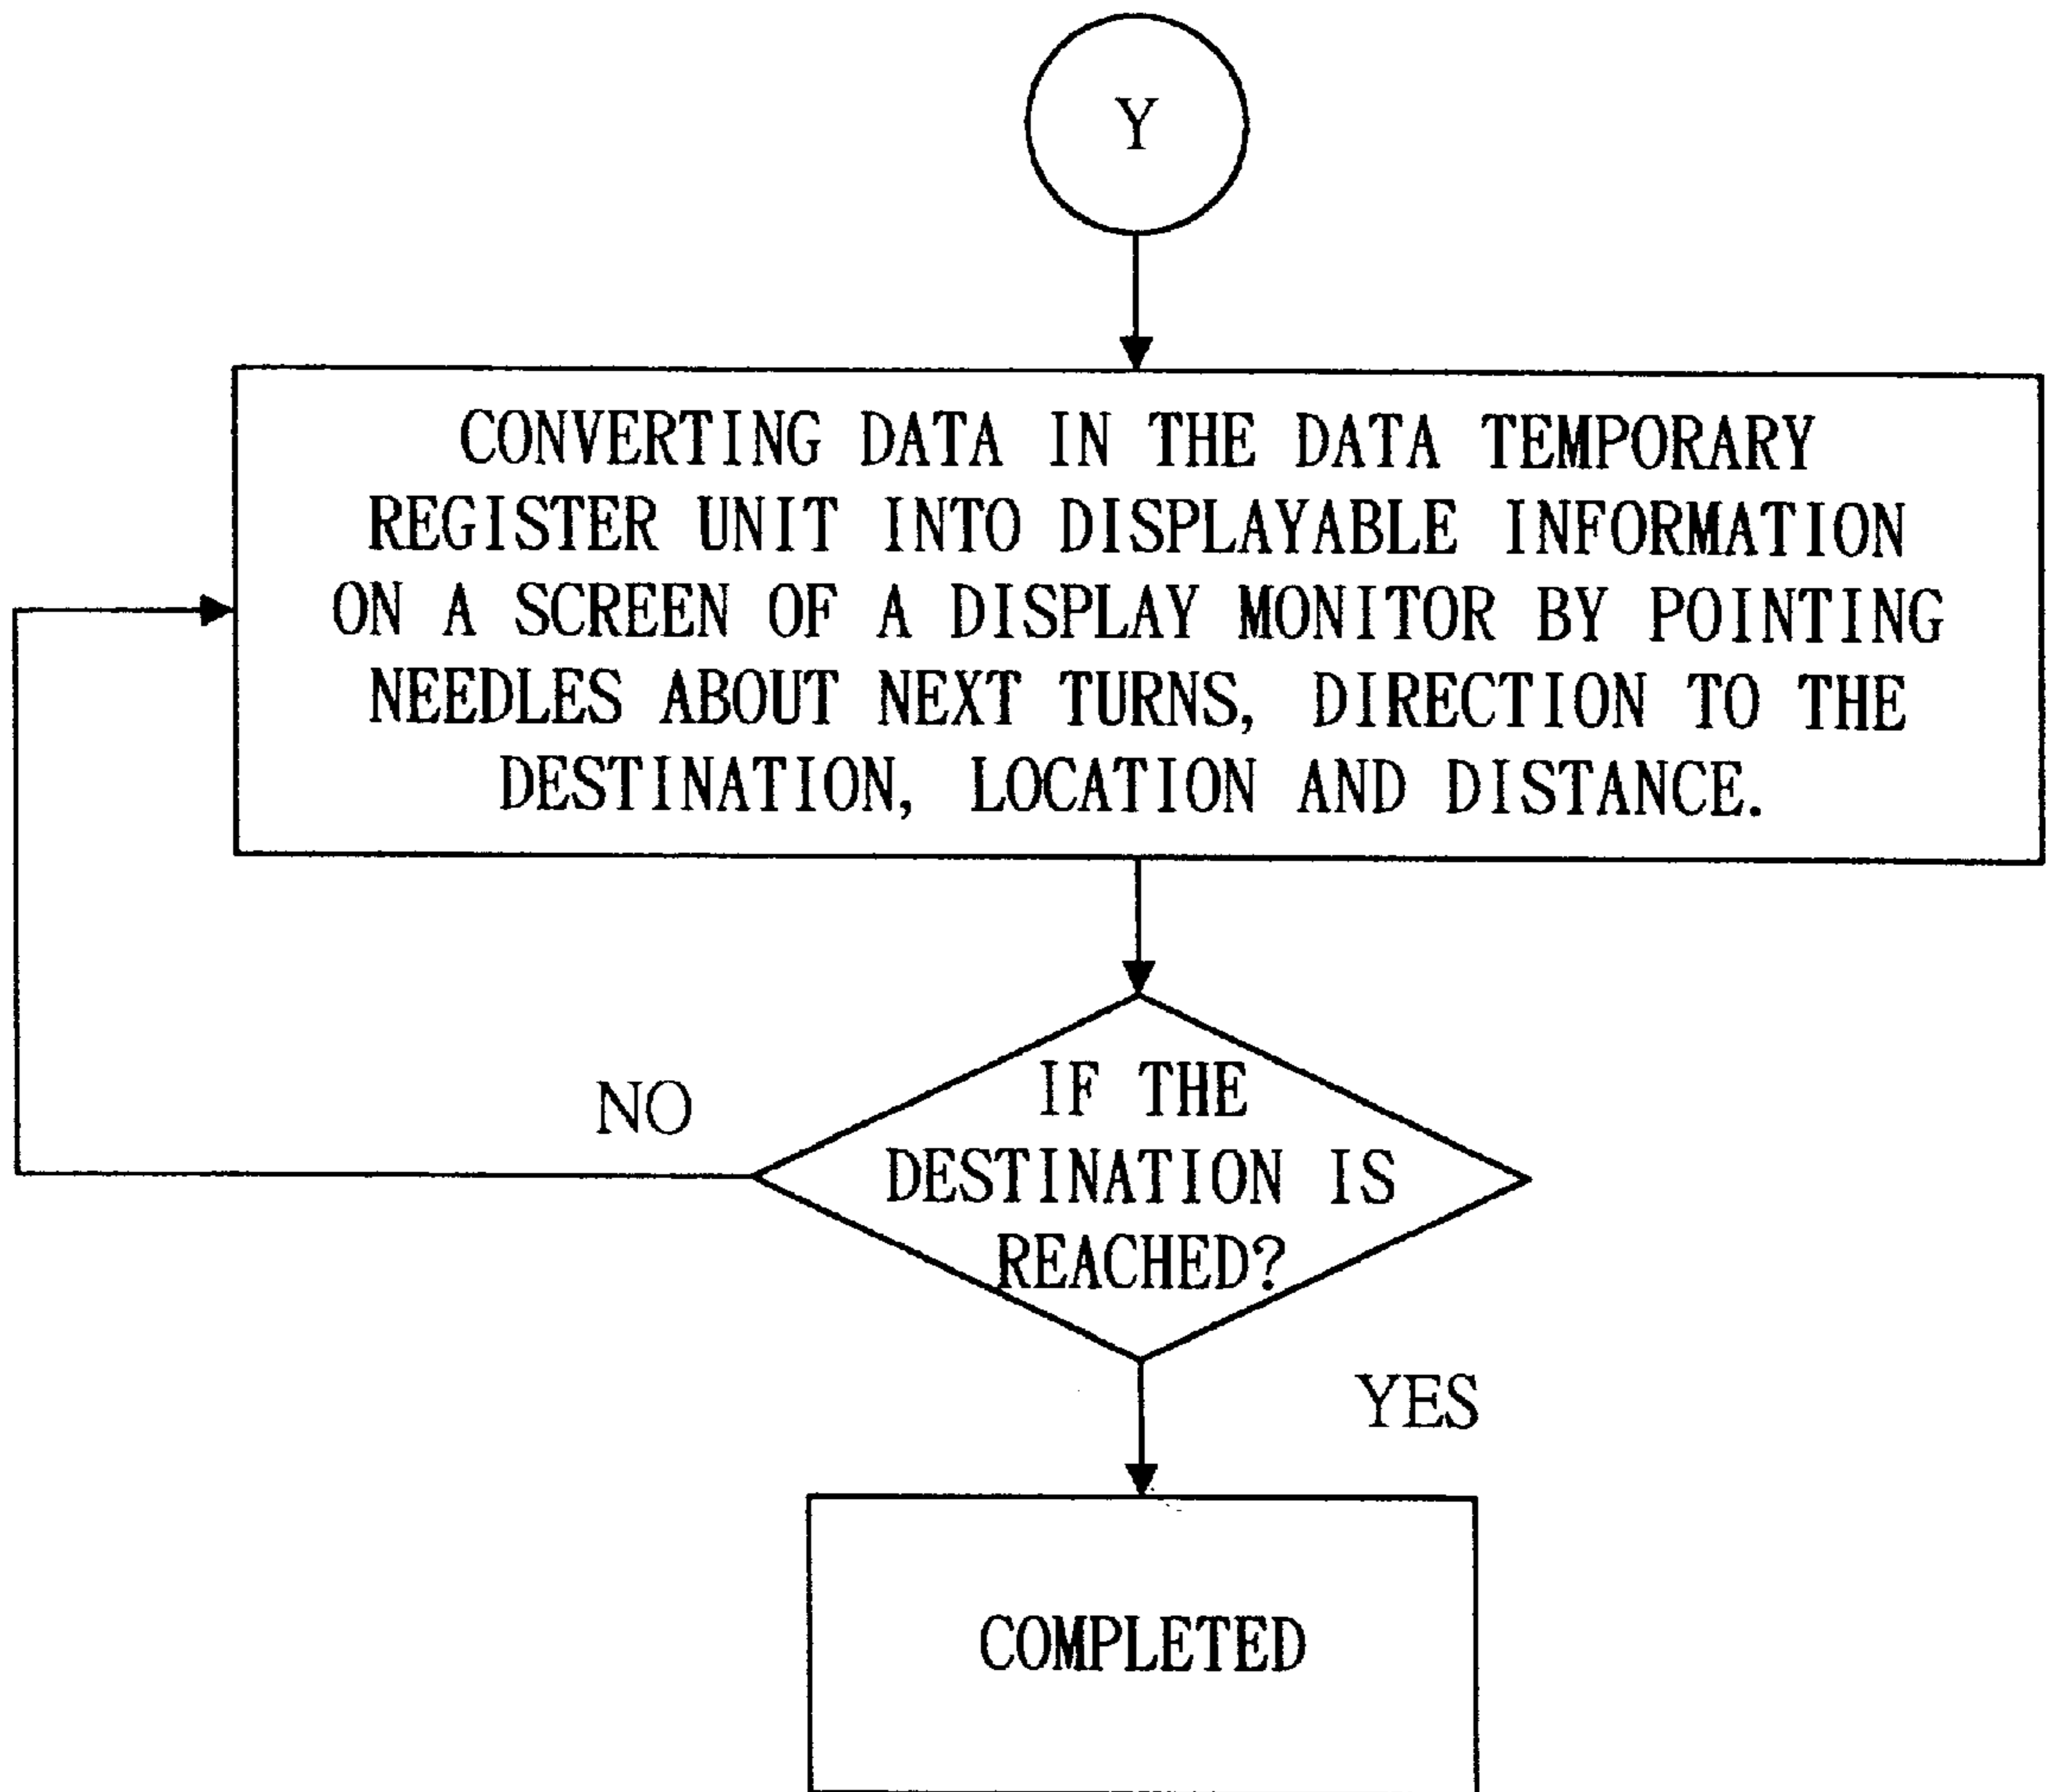 Y
CONVERTING DATA IN THE DATA TEMPORARY
REGISTER UNIT INTO DISPLAYABLE INFORMATION
ON A SCREEN OF A DISPLAY MONITOR BY POINTING
NEEDLES ABOUT NEXT TURNS, DIRECTION TO THE
DESTINATION, LOCATION AND DISTANCE.
NO
IF THE
DESTINATION IS
REACHED?
YES
COMPLETED